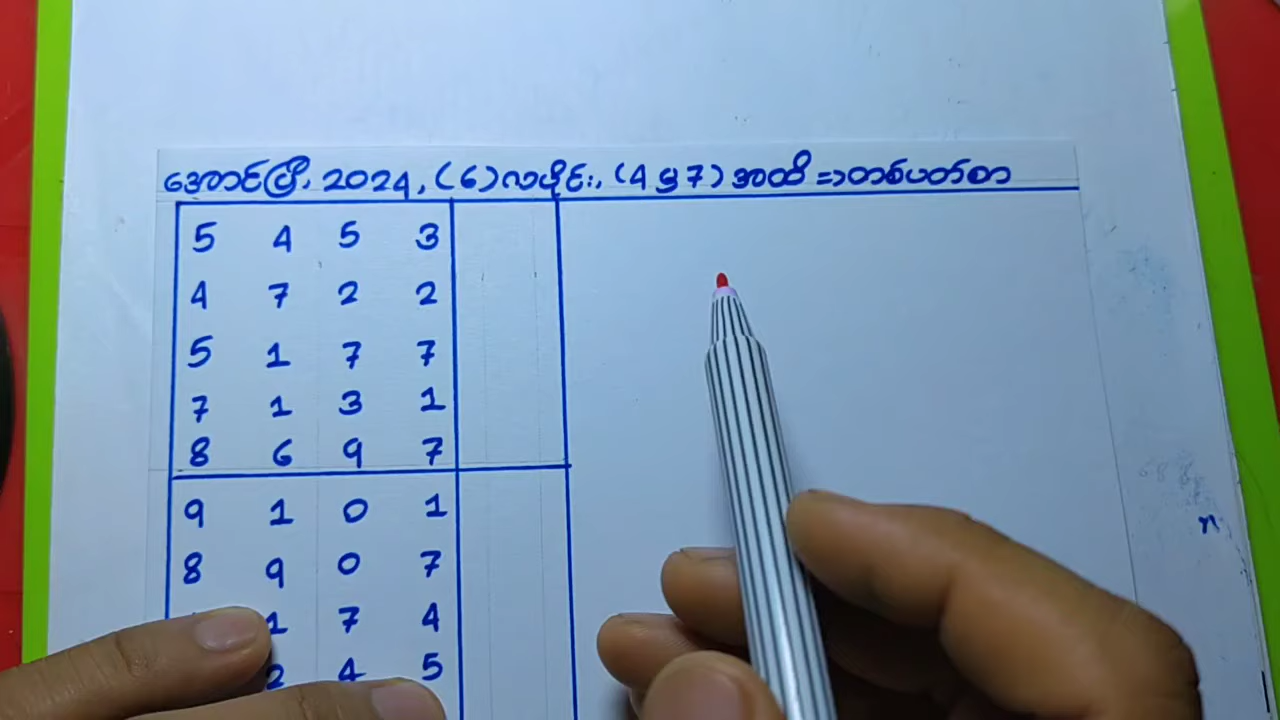 အောင်ပြီ, 2024, (6) လပိုင်း, (4 မှ 7) အထိ => တစ်ပတ်စာ
5 4 5 3
4 7 2 2
5 1 7 7
7 1 3 1
8 6 9 7
9 1 0 1
8 9 0 7
1 7 4
2 4 5